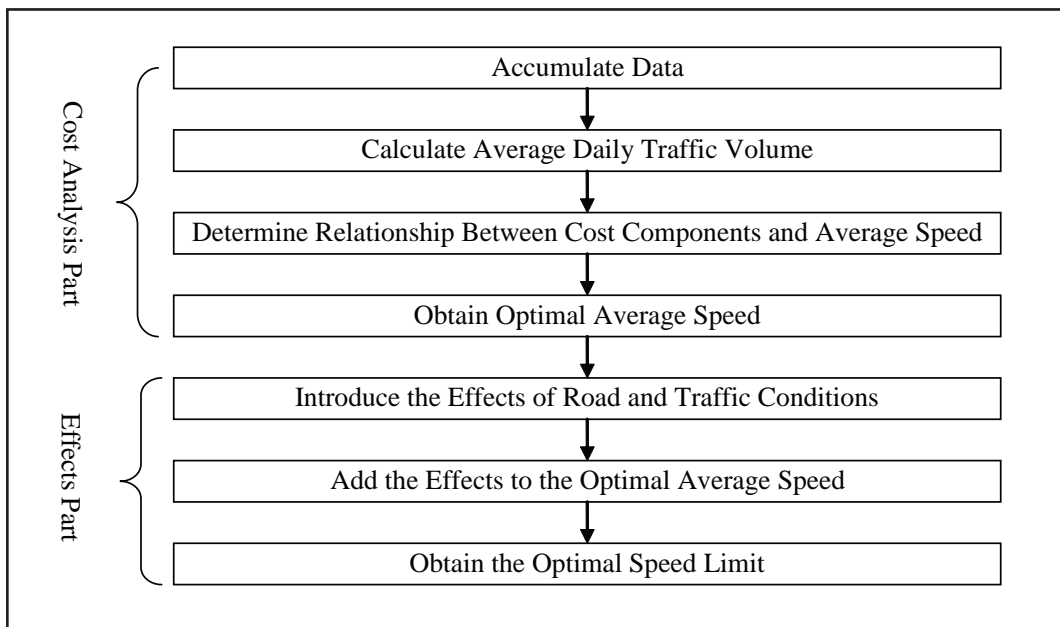 Cost Analysis Part
Accumulate Data
Calculate Average Daily Traffic Volume
Determine Relationship Between Cost Components and Average Speed
Obtain Optimal Average Speed
Effects Part
Introduce the Effects of Road and Traffic Conditions
Add the Effects to the Optimal Average Speed
Obtain the Optimal Speed Limit